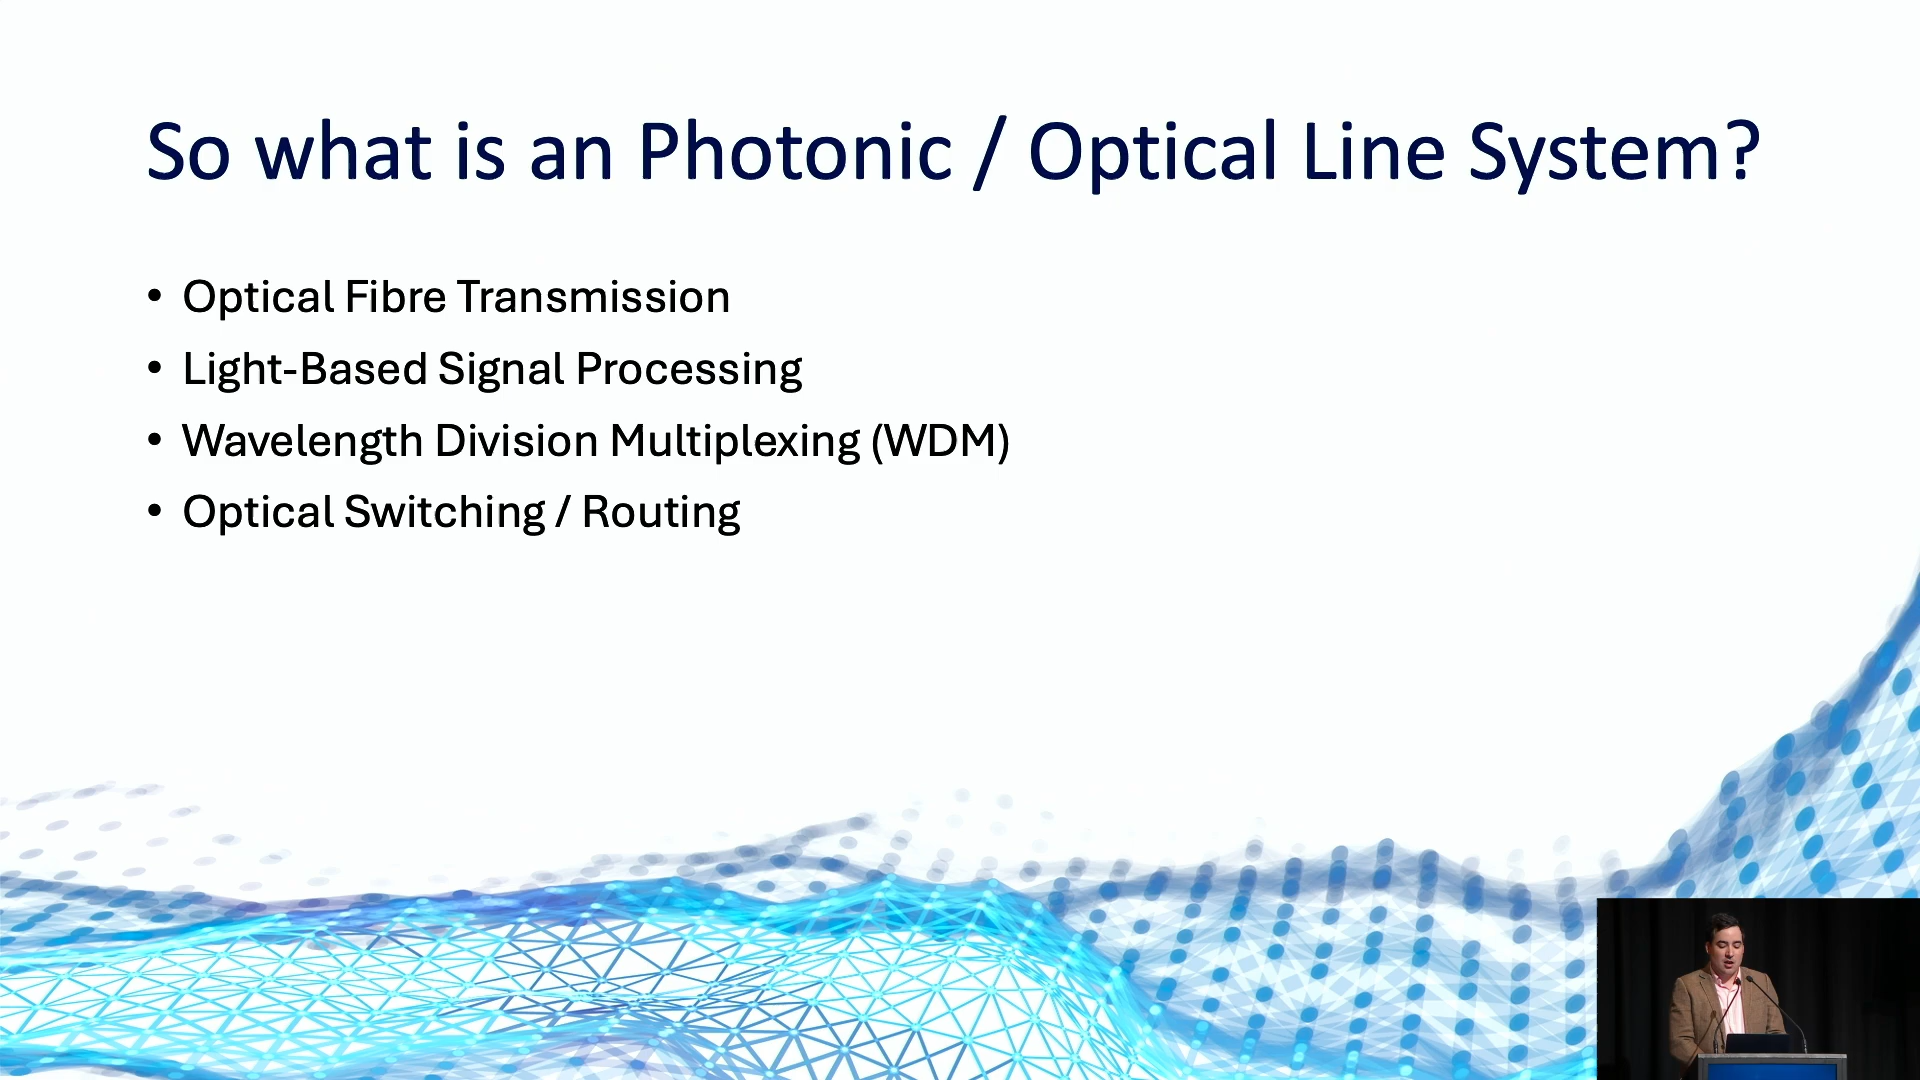 So what is an Photonic / Optical Line System?
• Optical Fibre Transmission
• Light-Based Signal Processing
• Wavelength Division Multiplexing (WDM)
• Optical Switching / Routing